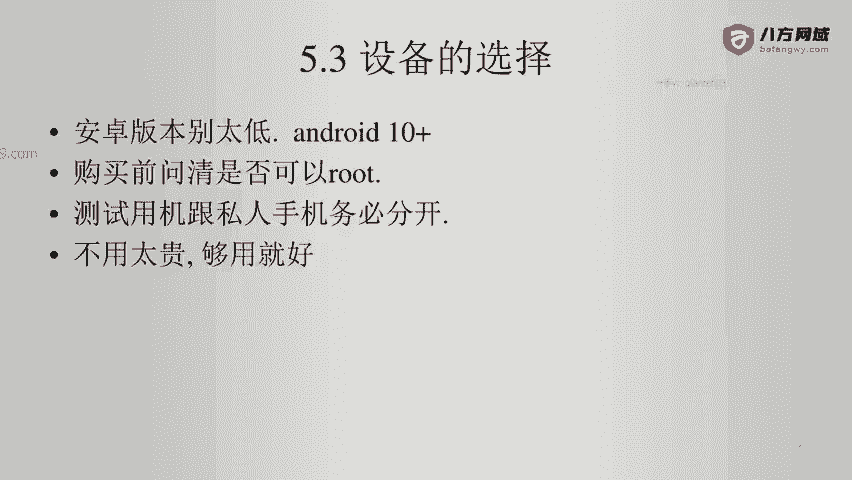 5.3 设备的选择
八方网域
bafangwy.com
• 安卓版本别太低. android 10+
9.com
• 购买前问清是否可以root.
• 测试用机跟私人手机务必分开.
• 不用太贵, 够用就好